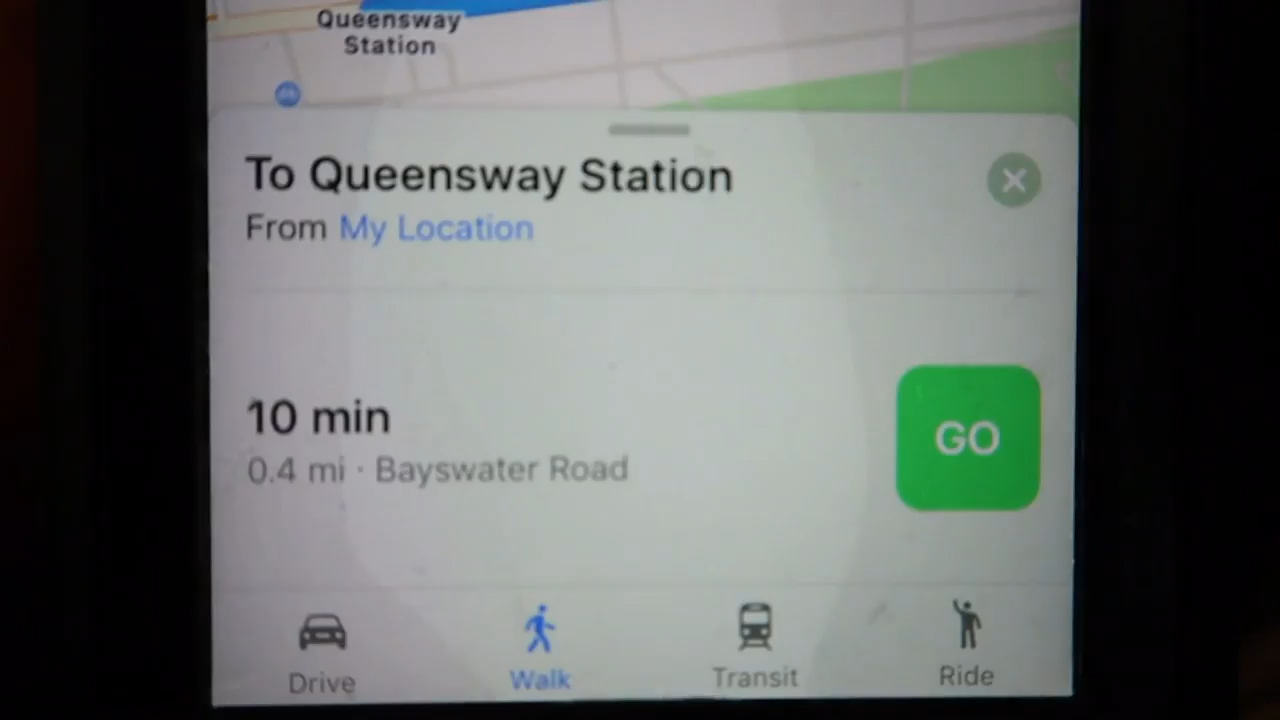 Queensway
Station
To Queensway Station
From My Location
10 min
0.4 mi · Bayswater Road
GO
Drive
Walk
Transit
Ride